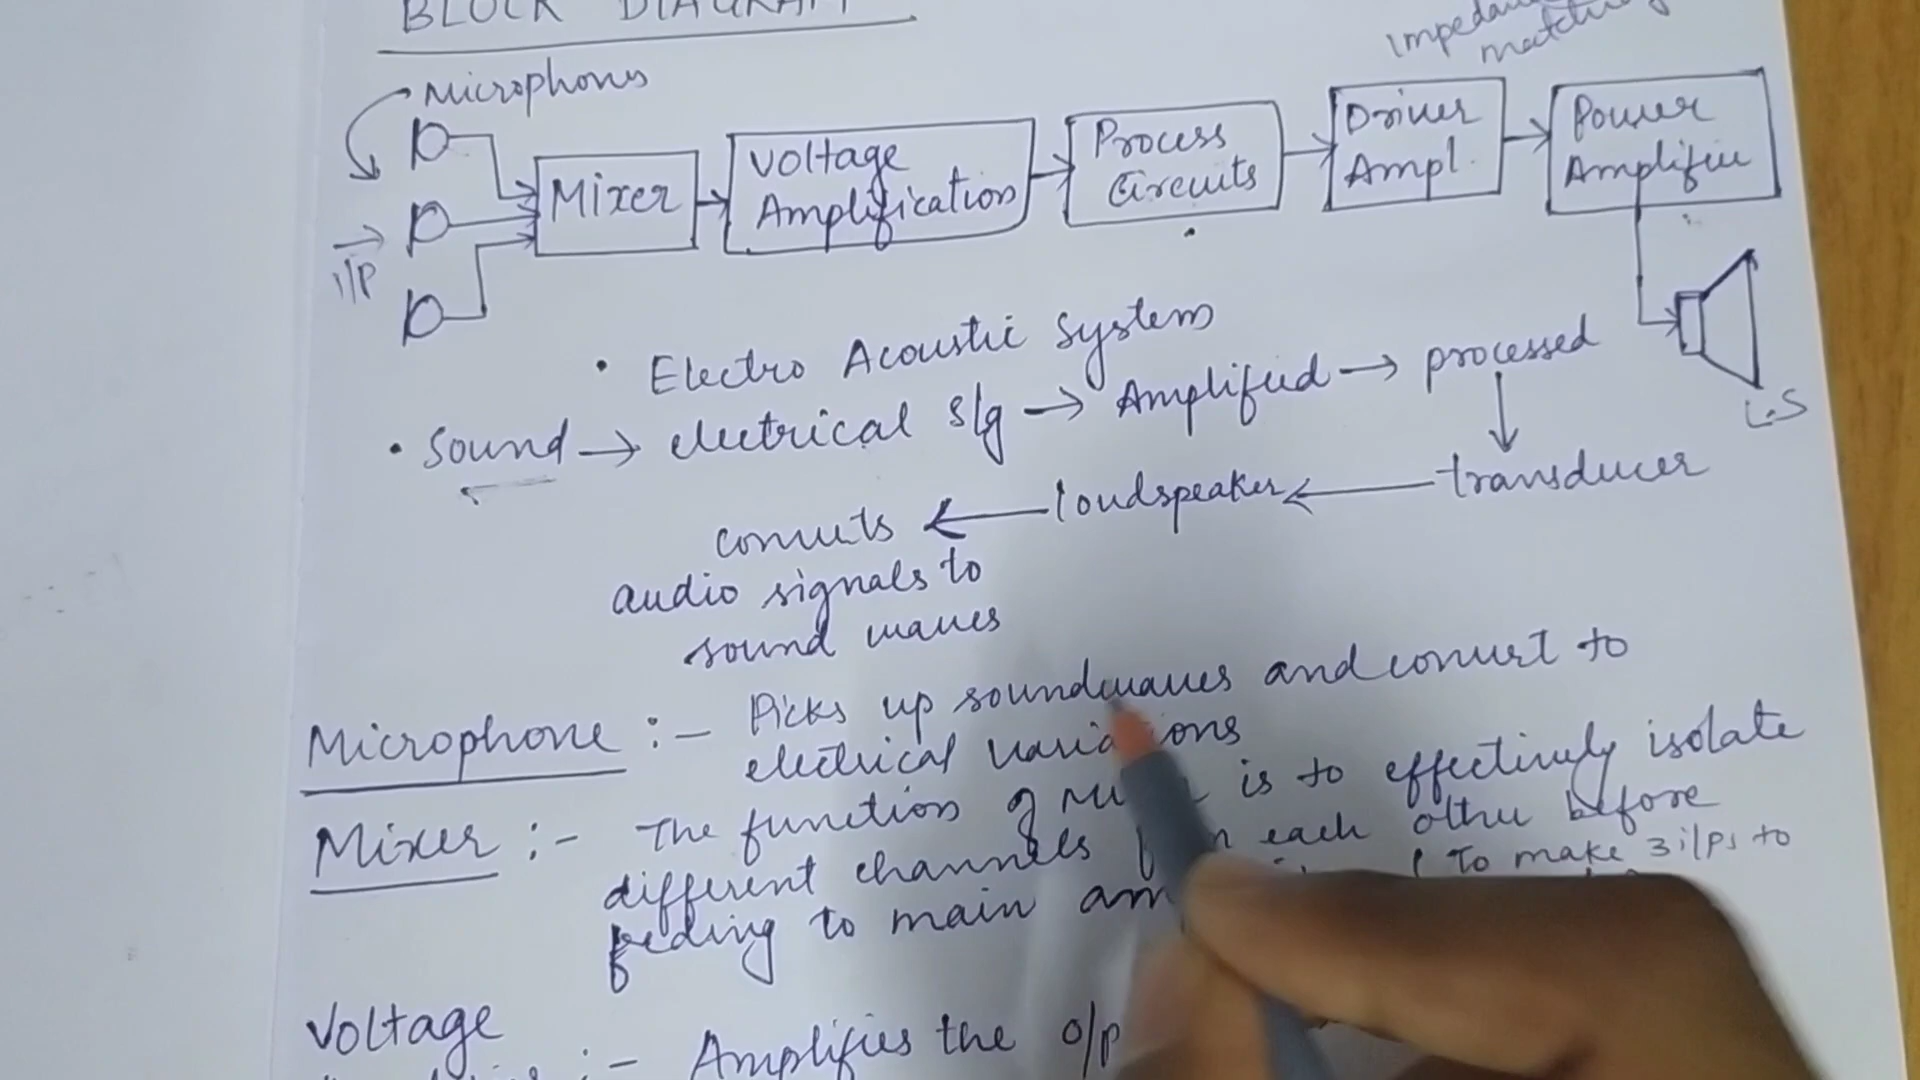 BLOCK DIAGRAM
matching
Microphones
I/P
Mixer
Voltage
Amplification
Process
Circuits
Driver
Ampl.
Power
Amplifier
L.S
• Electro Acoustic System
• Sound → electrical s/g → Amplified → processed
↓
converts ← loudspeaker ← transducer
audio signals to
sound waves
Microphone :- Picks up soundwaves and convert to
electrical variations
Mixer :- The function of is to effectively isolate
different channels each other before
feding to main To make 3 i/ps to
Voltage
:- Amplifies the o/p